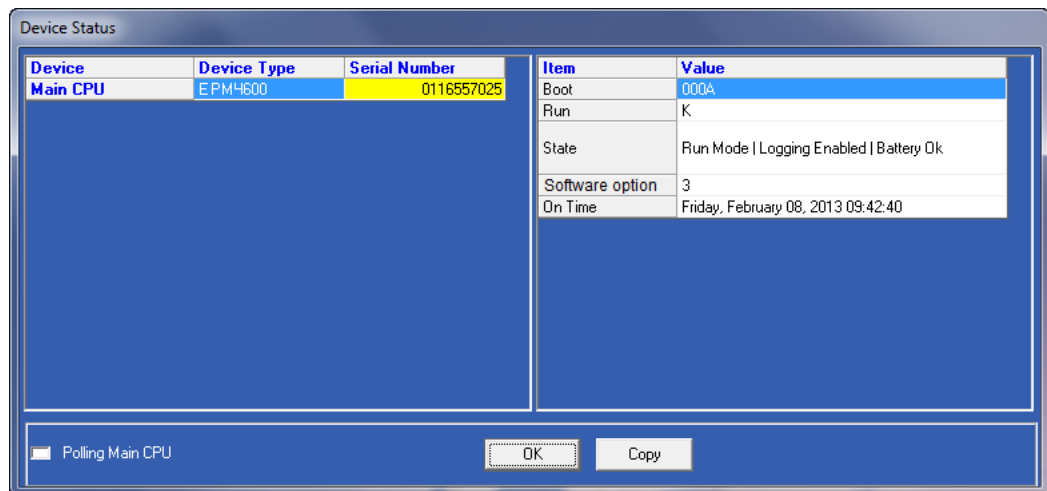 Device Status
Device Device Type Serial Number
Main CPU EPM4600 0116557025
Item Value
Boot 000A
Run K
State Run Mode | Logging Enabled | Battery Ok
Software option 3
On Time Friday, February 08, 2013 09:42:40
Polling Main CPU
OK Copy